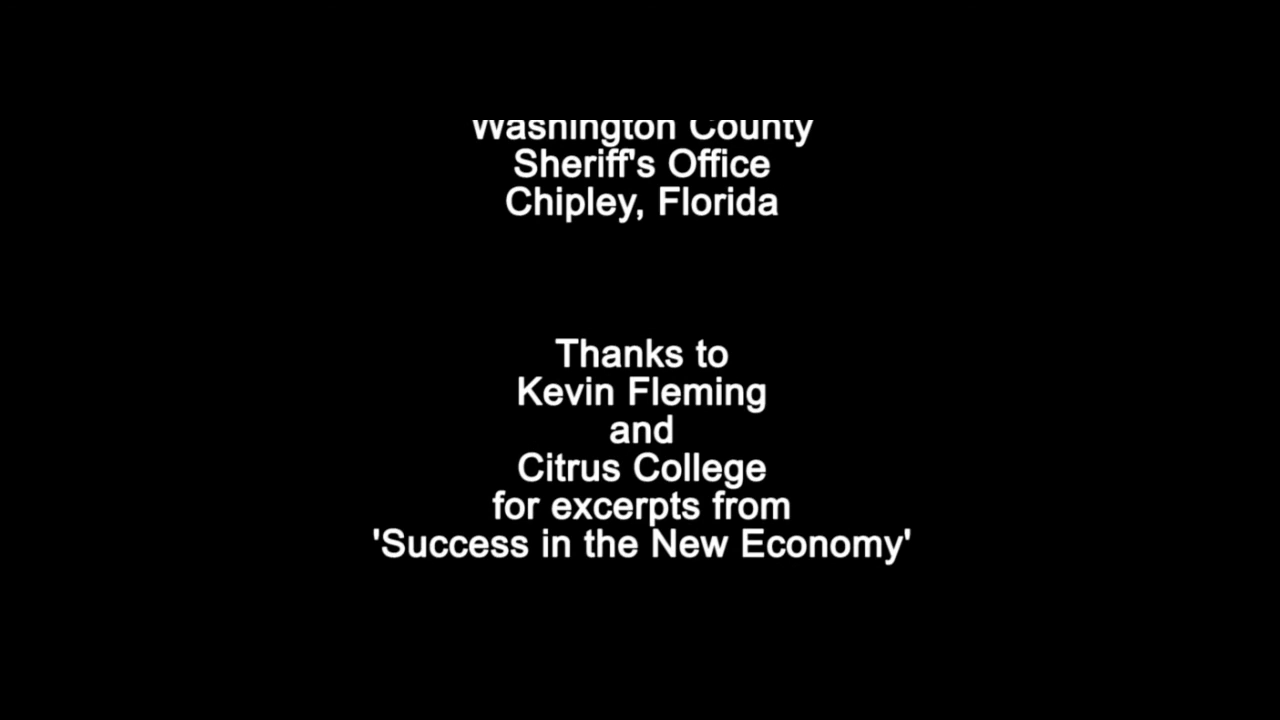 Washington County
Sheriff's Office
Chipley, Florida
Thanks to
Kevin Fleming
and
Citrus College
for excerpts from
'Success in the New Economy'